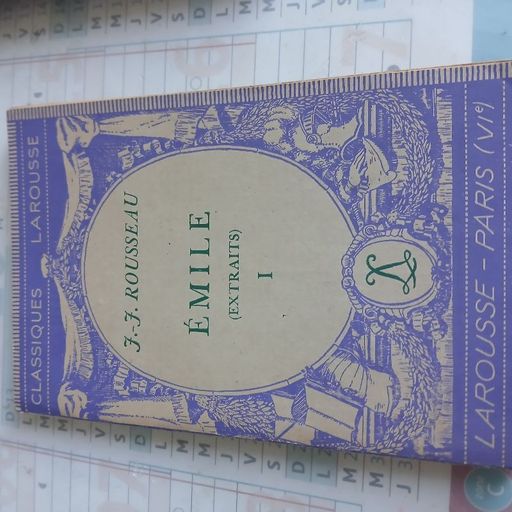 CLASSIQUES LAROUSSE
J.-J. ROUSSEAU
ÉMILE
(EXTRAITS)
I
L
LAROUSSE - PARIS (VIᵉ)